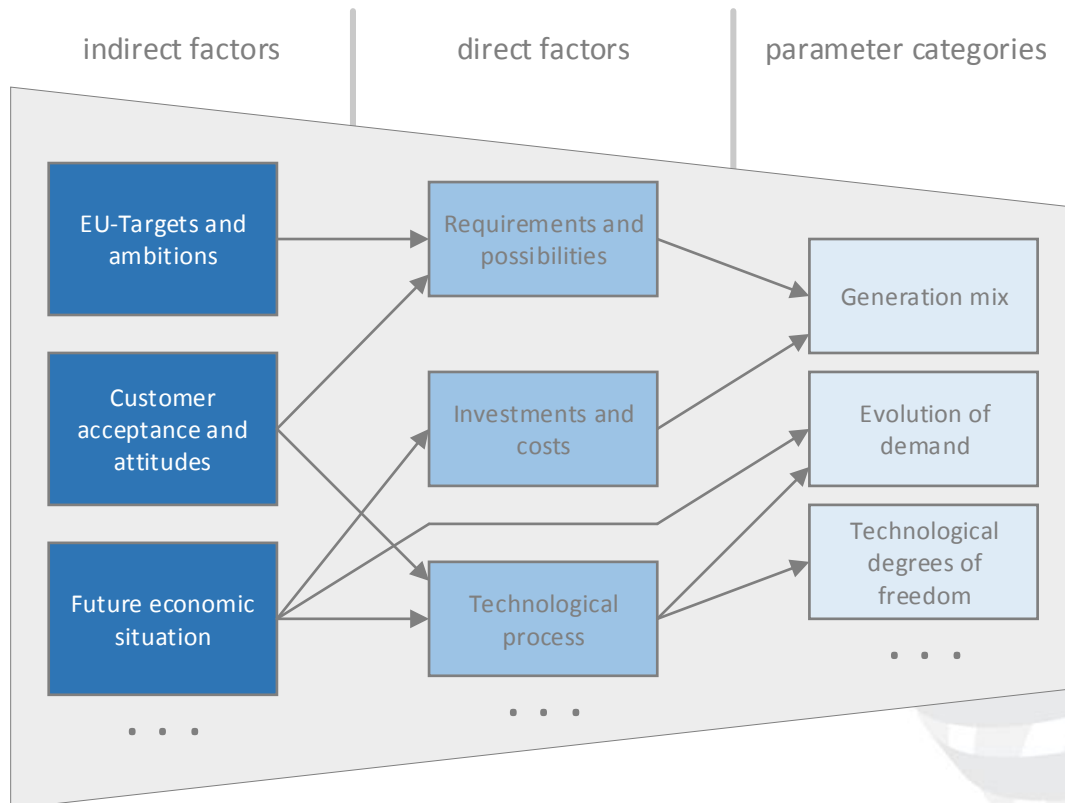 indirect factors
direct factors
parameter categories
EU-Targets and
ambitions
Customer
acceptance and
attitudes
Future economic
situation
. . .
Requirements and
possibilities
Investments and
costs
Technological
process
. . .
Generation mix
Evolution of
demand
Technological
degrees of
freedom
. . .